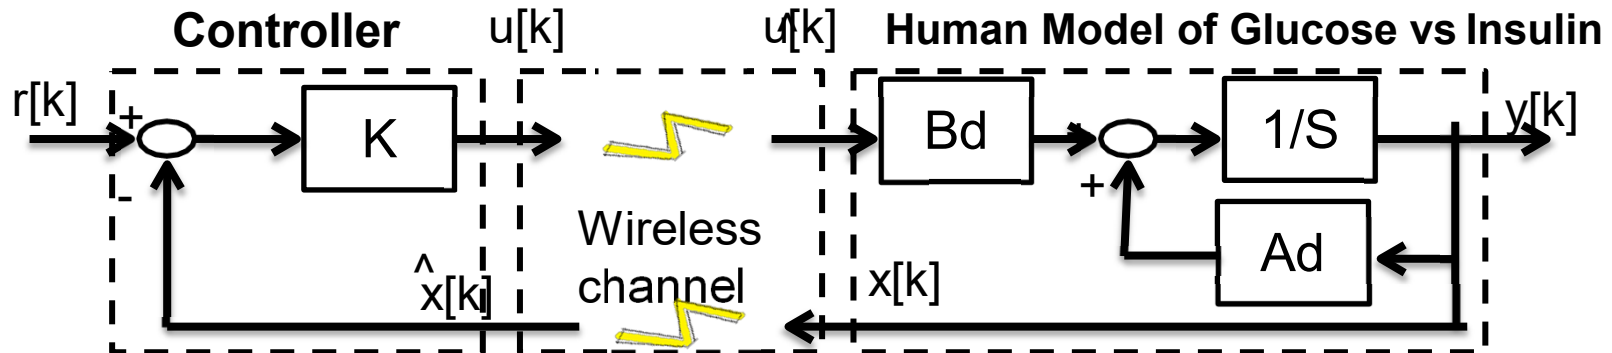 Controller
u[k]
û[k]
Human Model of Glucose vs Insulin
r[k]
+
-
K
Wireless
channel
^
x[k]
Bd
+
+
1/S
Ad
y[k]
x[k]